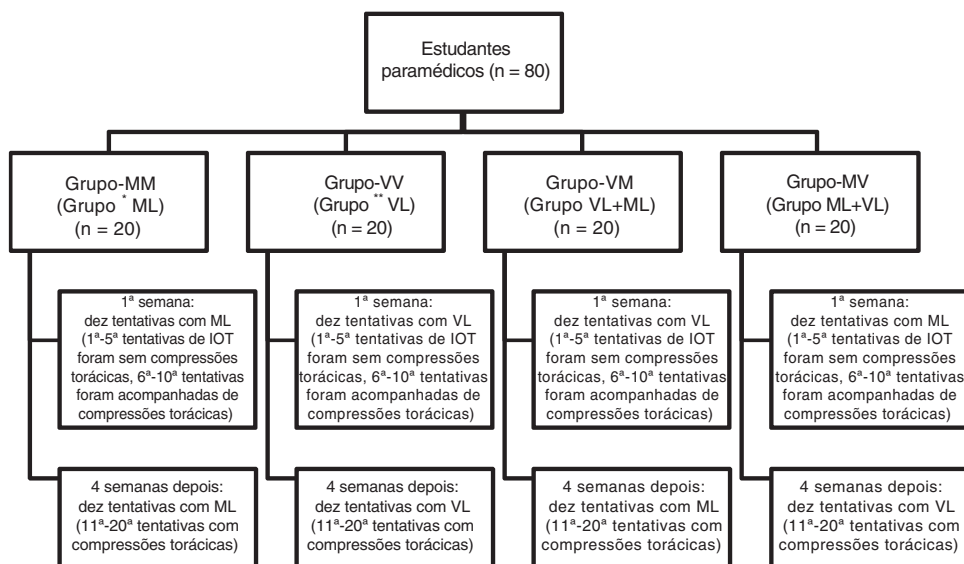 Estudantes
paramédicos (n = 80)
Grupo-MM
(Grupo * ML)
(n = 20)
Grupo-VV
(Grupo ** VL)
(n = 20)
Grupo-VM
(Grupo VL+ML)
(n = 20)
Grupo-MV
(Grupo ML+VL)
(n = 20)
1ª semana:
dez tentativas com ML
(1ª-5ª tentativas de IOT
foram sem compressões
torácicas, 6ª-10ª tentativas
foram acompanhadas de
compressões torácicas)
1ª semana:
dez tentativas com VL
(1ª-5ª tentativas de IOT
foram sem compressões
torácicas, 6ª-10ª tentativas
foram acompanhadas de
compressões torácicas)
1ª semana:
dez tentativas com VL
(1ª-5ª tentativas de IOT
foram sem compressões
torácicas, 6ª-10ª tentativas
foram acompanhadas de
compressões torácicas)
1ª semana:
dez tentativas com ML
(1ª-5ª tentativas de IOT
foram sem compressões
torácicas, 6ª-10ª tentativas
foram acompanhadas de
compressões torácicas)
4 semanas depois:
dez tentativas com ML
(11ª-20ª tentativas com
compressões torácicas)
4 semanas depois:
dez tentativas com VL
(11ª-20ª tentativas com
compressões torácicas)
4 semanas depois:
dez tentativas com ML
(11ª-20ª tentativas com
compressões torácicas)
4 semanas depois:
dez tentativas com VL
(11ª-20ª tentativas com
compressões torácicas)